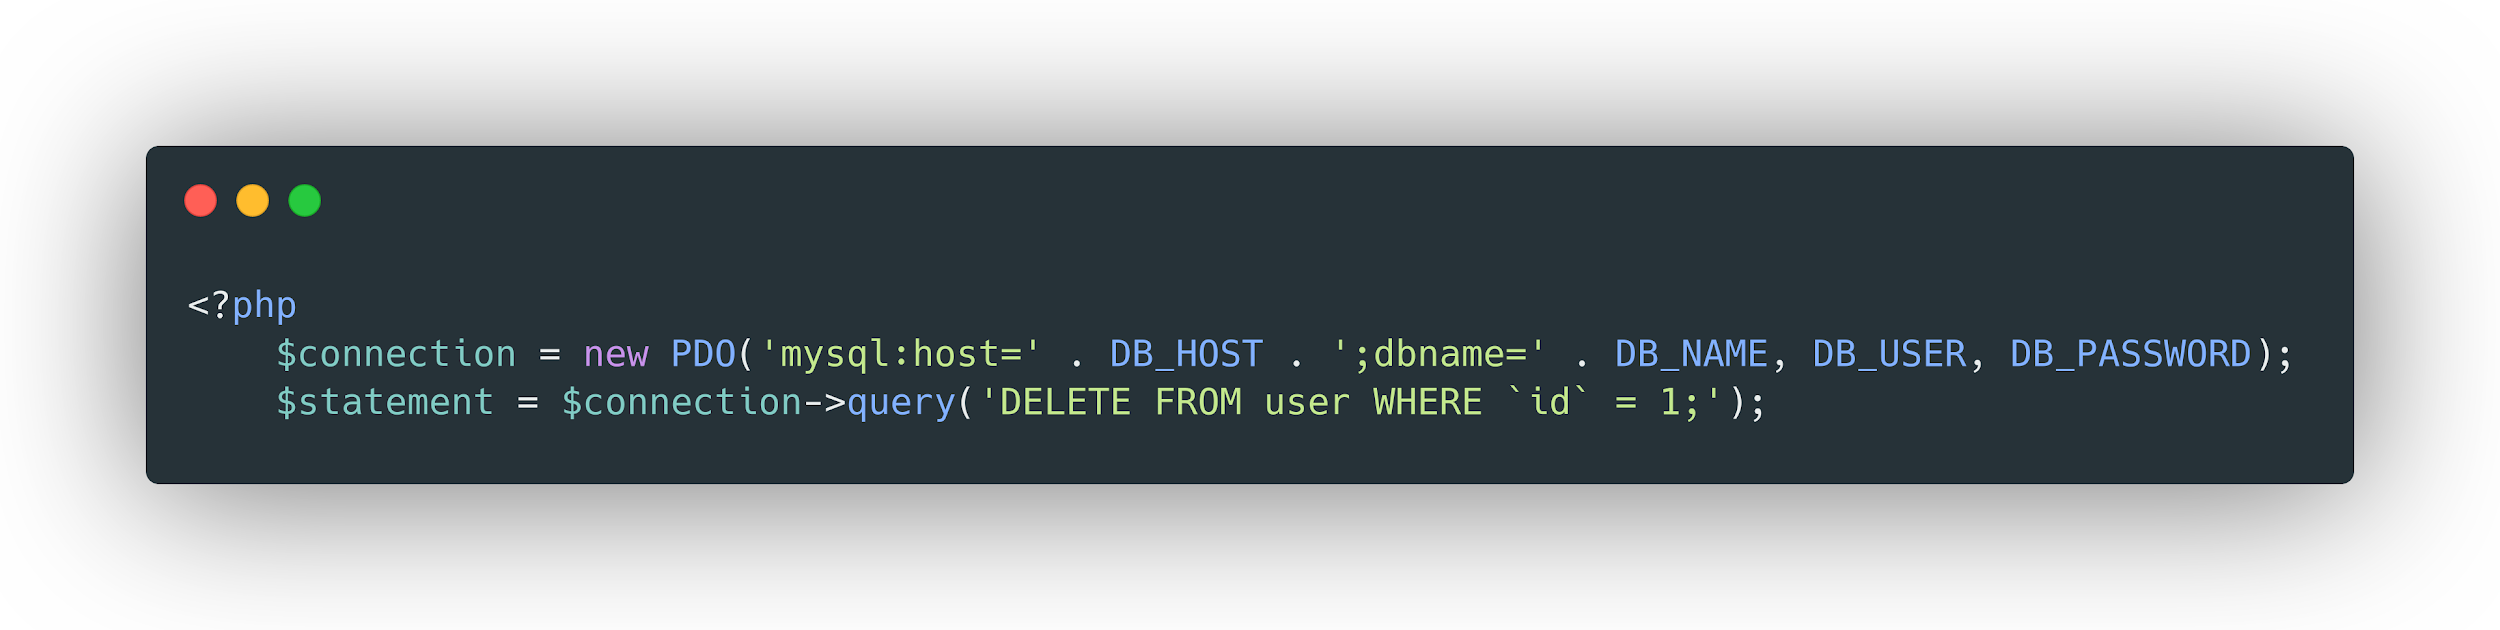 <?php
    $connection = new PDO('mysql:host=' . DB_HOST . ';dbname=' . DB_NAME, DB_USER, DB_PASSWORD);
    $statement = $connection->query('DELETE FROM user WHERE `id` = 1;');